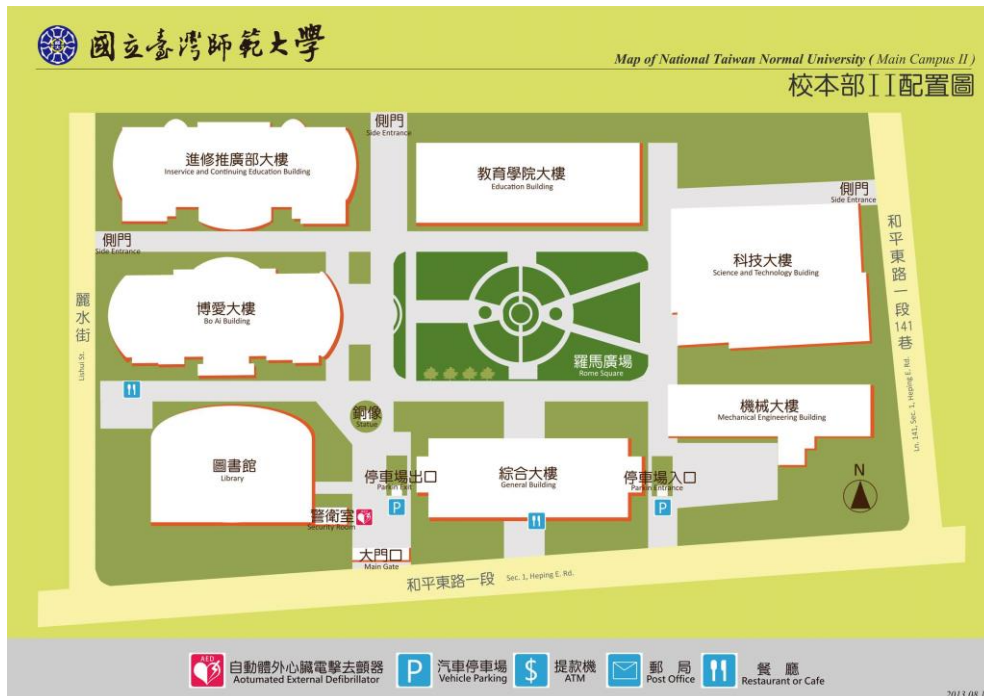 國立臺灣師範大學
Map of National Taiwan Normal University ( Main Campus II )
校本部II配置圖
側門
Side Entrance
進修推廣部大樓
Inservice and Continuing Education Building
教育學院大樓
Education Building
側門
Side Entrance
側門
Side Entrance
科技大樓
Science and Technology Buiding
和平東路一段141巷
Ln. 141, Sec. 1, Heping E. Rd.
博愛大樓
Bo Ai Building
麗水街
Lishui St.
羅馬廣場
Rome Square
機械大樓
Mechanical Engineering Building
銅像
Statue
圖書館
Library
停車場出口
Parkin Exit
P
綜合大樓
General Building
停車場入口
Parkin Entrance
P
N
警衛室
Security Room
大門口
Main Gate
和平東路一段 Sec. 1, Heping E. Rd.
AED
自動體外心臟電擊去顫器
Aotumated External Defibrillator
P
汽車停車場
Vehicle Parking
$
提款機
ATM
郵局
Post Office
餐廳
Restaurant or Cafe